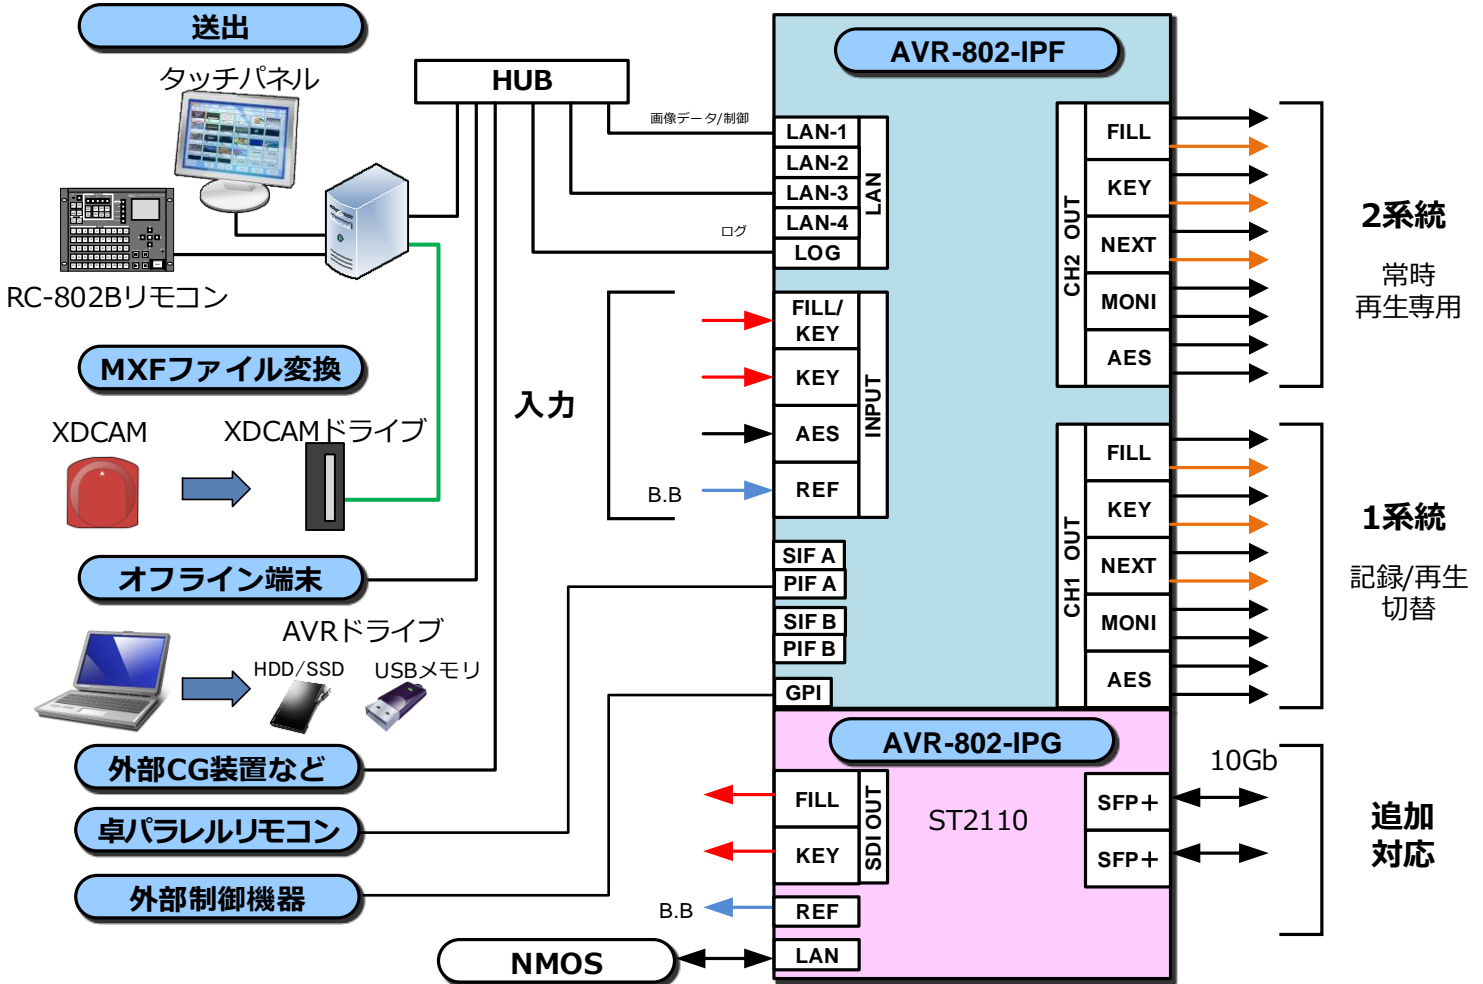 送出
タッチパネル
RC-802Bリモコン
MXFファイル変換
XDCAM
XDCAMドライブ
オフライン端末
AVRドライブ
HDD/SSD
USBメモリ
外部CG装置など
卓パラレルリモコン
外部制御機器
HUB
画像データ/制御
ログ
入力
B.B
B.B
NMOS
AVR-802-IPF
LAN-1
LAN-2
LAN-3
LAN-4
LOG
LAN
FILL/
KEY
KEY
AES
REF
INPUT
SIF A
PIF A
SIF B
PIF B
GPI
CH2 OUT
FILL
KEY
NEXT
MONI
AES
CH1 OUT
FILL
KEY
NEXT
MONI
AES
AVR-802-IPG
FILL
KEY
SDI OUT
REF
LAN
ST2110
SFP+
SFP+
10Gb
2系統
常時
再生専用
1系統
記録/再生
切替
追加
対応